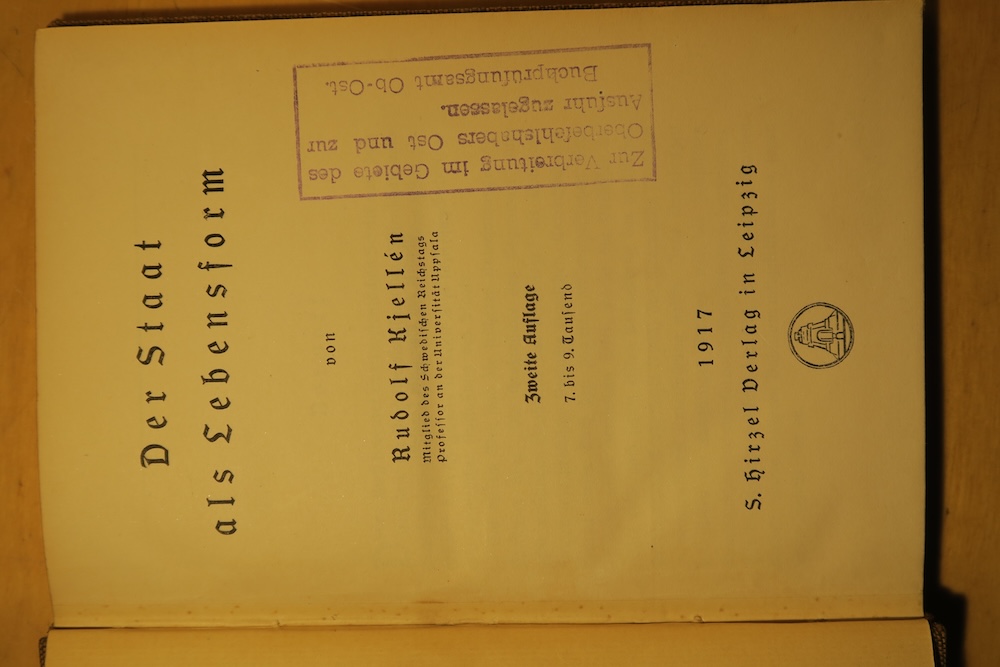 Der Staat
als Lebensform
von
Rudolf Kjellén
Mitglied des Schwedischen Reichstags
Professor an der Universität Uppsala
Zweite Auflage
7. bis 9. Tausend
1917
S. Hirzel Verlag in Leipzig
Zur Verbreitung im Gebiete des
Oberbefehlshabers Ost und zur
Ausfuhr zugelassen.
Buchprüfungsamt Ob-Ost.